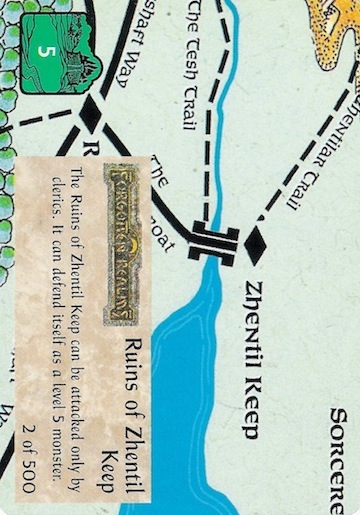 5
shaft Way
The Tesh Trail
hentilar Trail
R
The
oat
Zhentil Keep
Sorcere
Wa
FORGOTTEN REALMS
Ruins of Zhentil
Keep
The Ruins of Zhentil Keep can be attacked only by
clerics. It can defend itself as a level 5 monster.
2 of 500